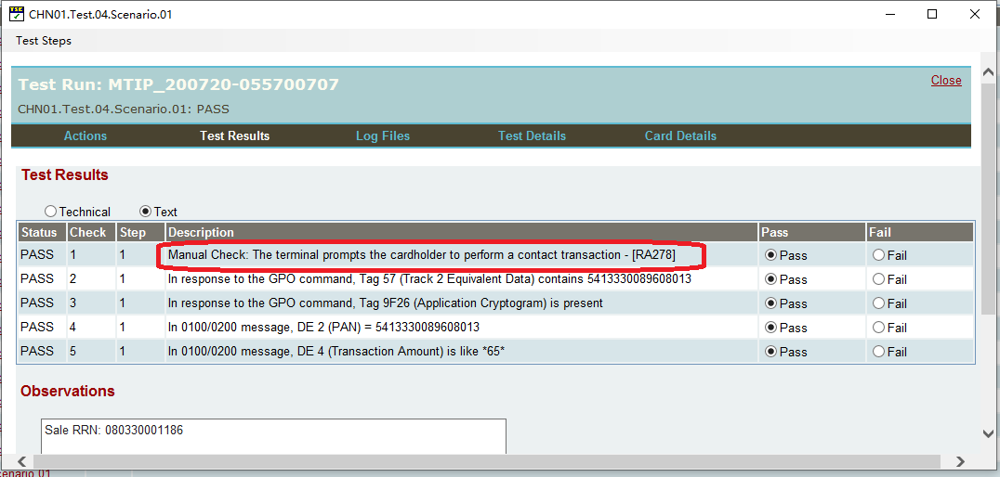 CHN01.Test.04.Scenario.01
Test Steps
Test Run: MTIP_200720-055700707
Close
CHN01.Test.04.Scenario.01: PASS
Actions Test Results Log Files Test Details Card Details
Test Results
Technical Text
Status Check Step Description Pass Fail
PASS 1 1 Manual Check: The terminal prompts the cardholder to perform a contact transaction - [RA278] Pass Fail
PASS 2 1 In response to the GPO command, Tag 57 (Track 2 Equivalent Data) contains 5413330089608013 Pass Fail
PASS 3 1 In response to the GPO command, Tag 9F26 (Application Cryptogram) is present Pass Fail
PASS 4 1 In 0100/0200 message, DE 2 (PAN) = 5413330089608013 Pass Fail
PASS 5 1 In 0100/0200 message, DE 4 (Transaction Amount) is like *65* Pass Fail
Observations
Sale RRN: 080330001186